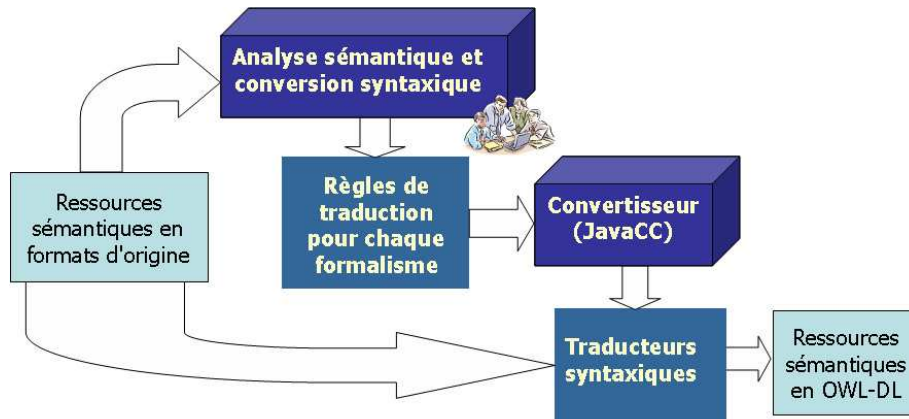 Analyse sémantique et
conversion syntaxique
Ressources
sémantiques en
formats d'origine
Règles de
traduction
pour chaque
formalisme
Convertisseur
(JavaCC)
Traducteurs
syntaxiques
Ressources
sémantiques
en OWL-DL